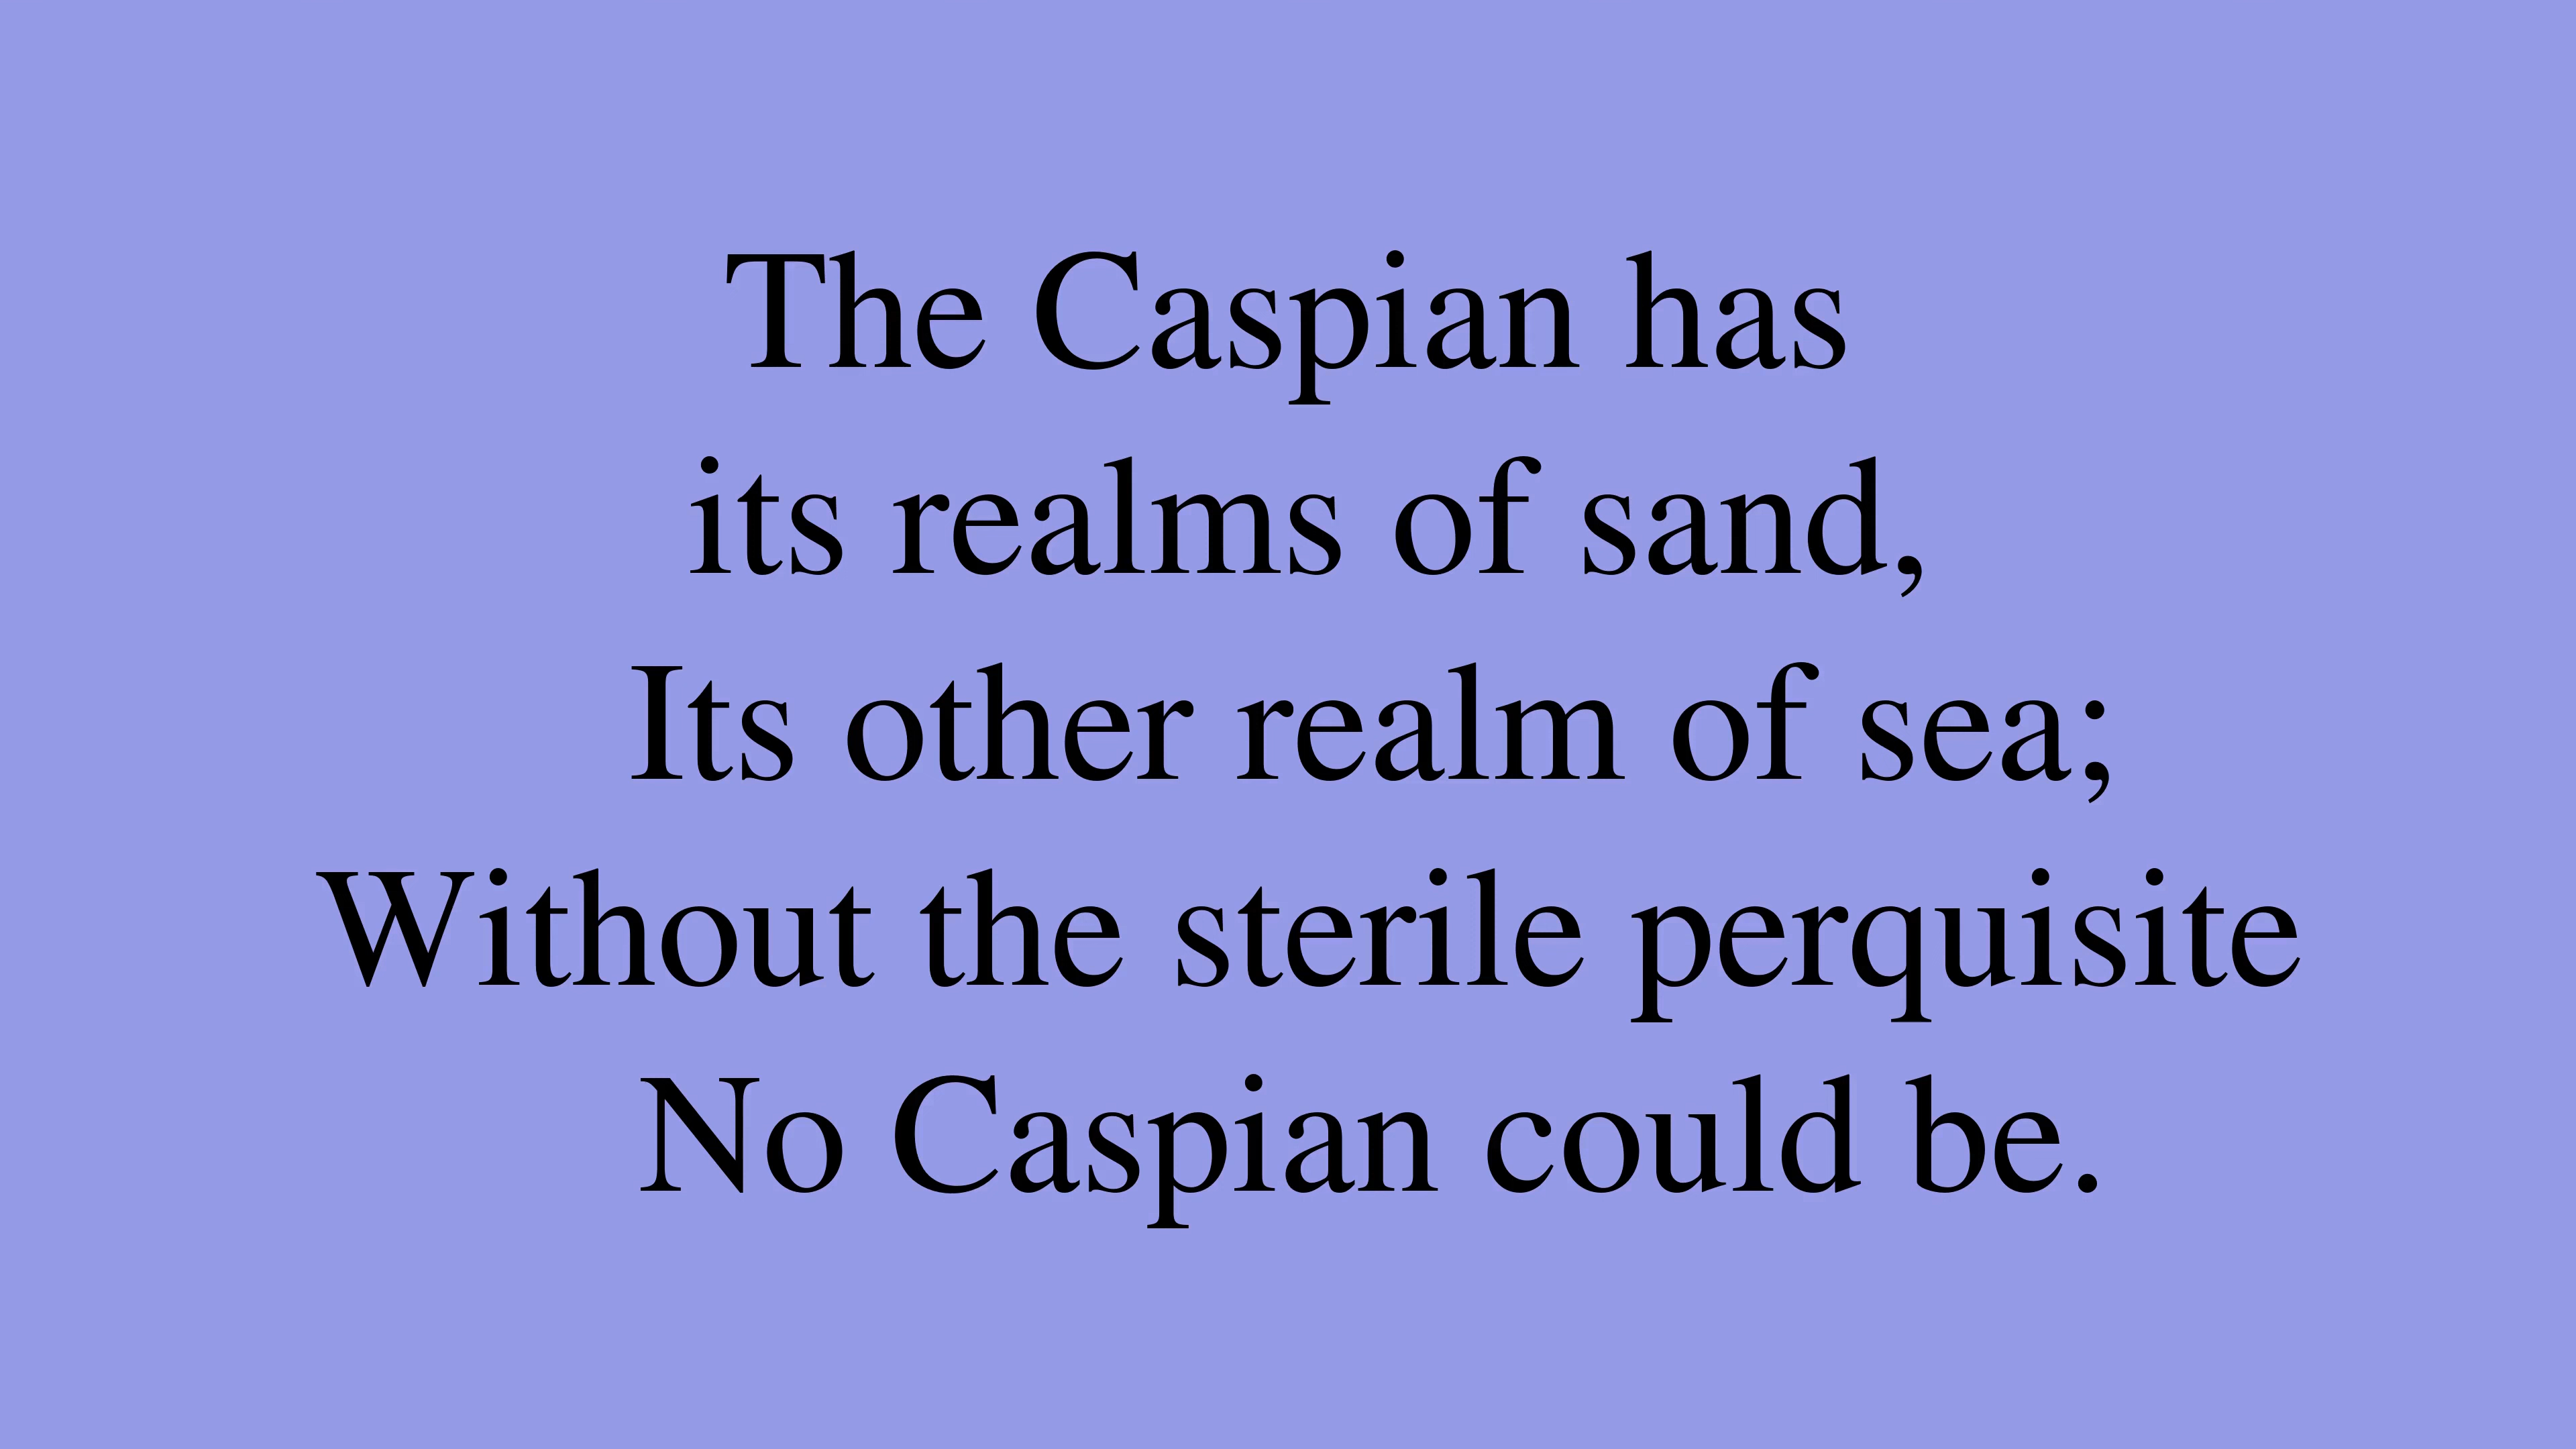 The Caspian has
its realms of sand,
Its other realm of sea;
Without the sterile perquisite
No Caspian could be.